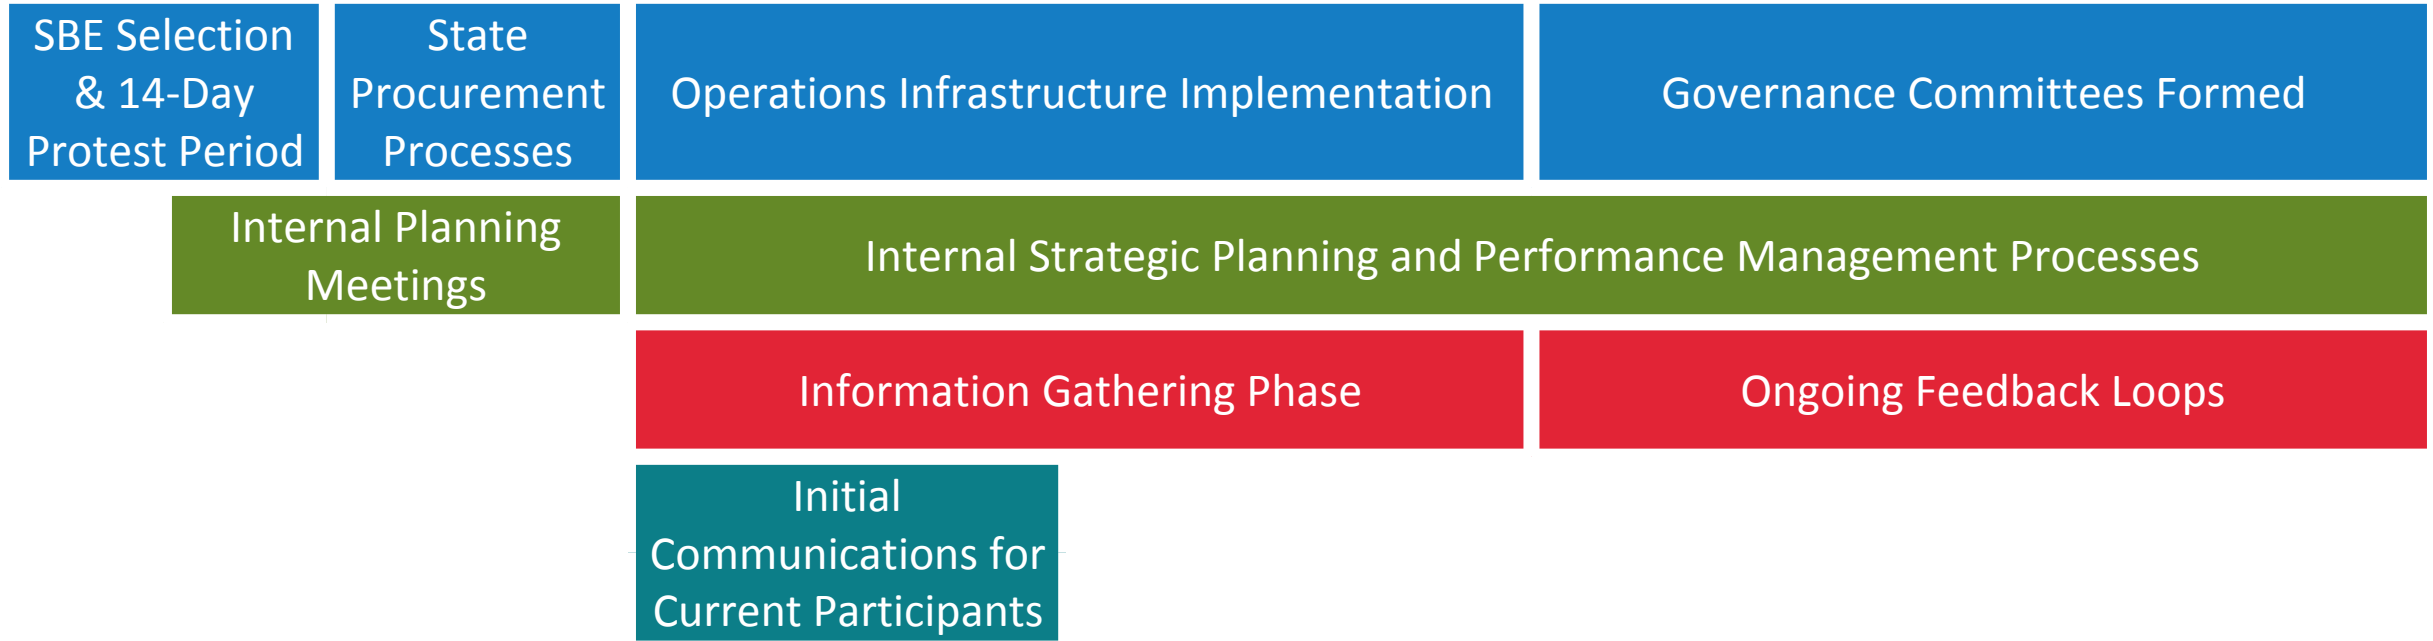 SBE Selection
& 14-Day
Protest Period
State
Procurement
Processes
Operations Infrastructure Implementation
Governance Committees Formed
Internal Planning
Meetings
Internal Strategic Planning and Performance Management Processes
Information Gathering Phase
Ongoing Feedback Loops
Initial
Communications for
Current Participants